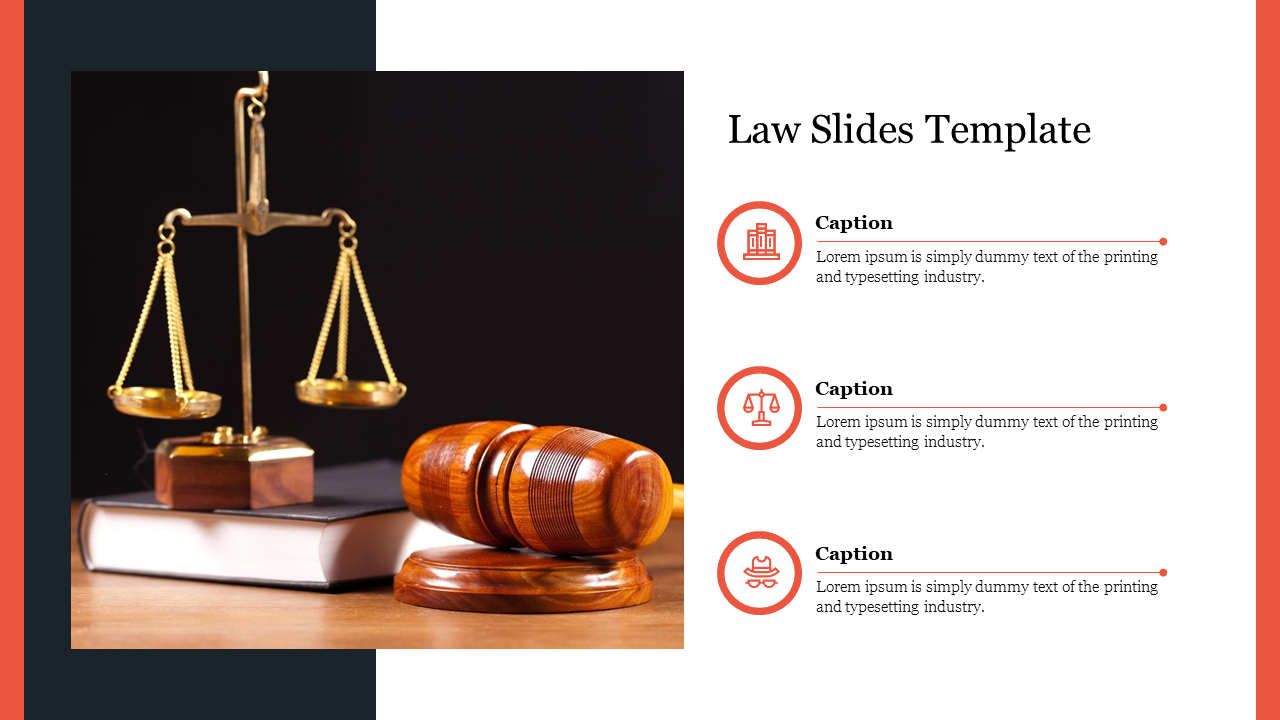 Law Slides Template
Caption
Lorem ipsum is simply dummy text of the printing
and typesetting industry.
Caption
Lorem ipsum is simply dummy text of the printing
and typesetting industry.
Caption
Lorem ipsum is simply dummy text of the printing
and typesetting industry.